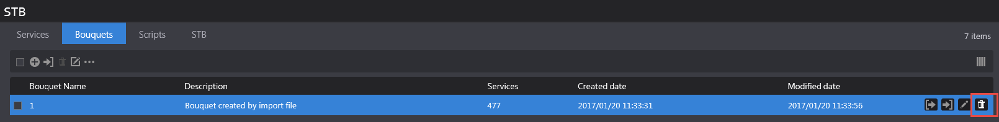 STB
Services Bouquets Scripts STB 7 items
Bouquet Name Description Services Created date Modified date
1 Bouquet created by import file 477 2017/01/20 11:33:31 2017/01/20 11:33:56